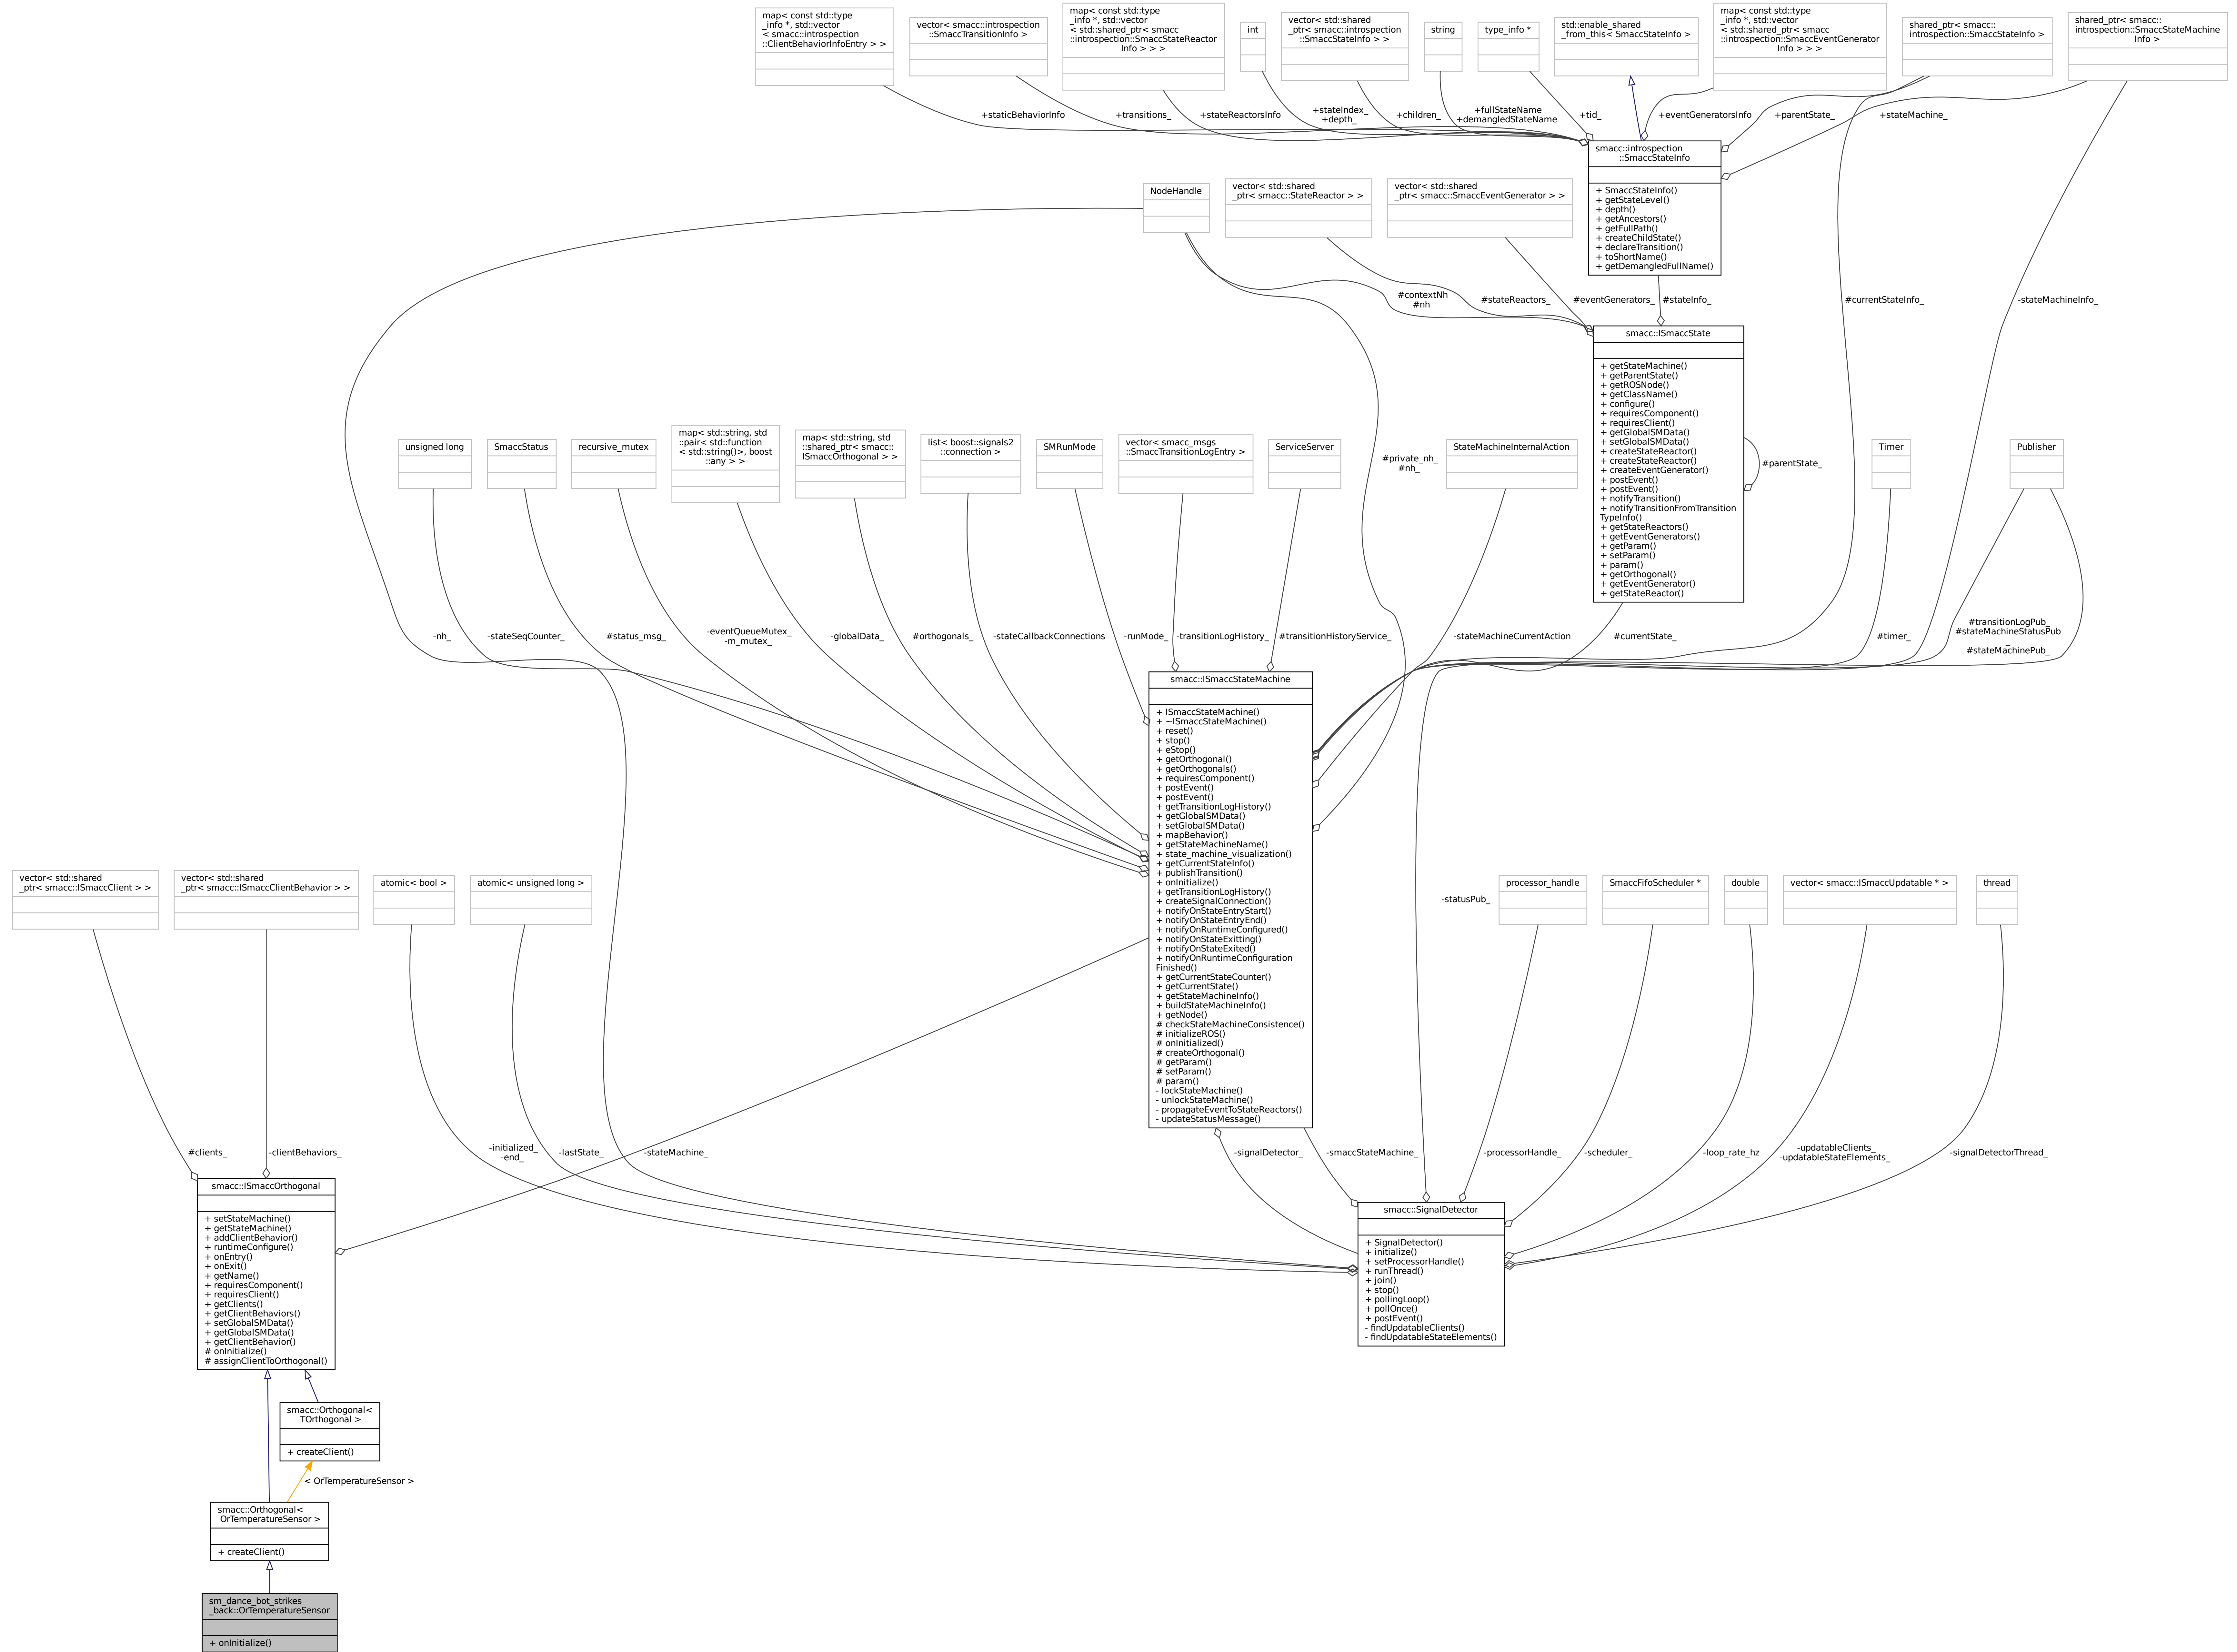 map< const std::type
_info *, std::vector
< smacc::introspection
::ClientBehaviorInfoEntry > >
vector< smacc::introspection
::SmaccTransitionInfo >
map< const std::type
_info *, std::vector
< std::shared_ptr< smacc
::introspection::SmaccStateReactor
Info > > >
int
vector< std::shared
_ptr< smacc::introspection
::SmaccStateInfo > >
string
type_info *
std::enable_shared
_from_this< SmaccStateInfo >
map< const std::type
_info *, std::vector
< std::shared_ptr< smacc
::introspection::SmaccEventGenerator
Info > > >
shared_ptr< smacc::
introspection::SmaccStateInfo >
shared_ptr< smacc::
introspection::SmaccStateMachine
Info >
+staticBehaviorInfo
+transitions_
+stateReactorsInfo
+stateIndex_
+depth_
+children_
+fullStateName
+demangledStateName
+tid_
+eventGeneratorsInfo
+parentState_
+stateMachine_
smacc::introspection
::SmaccStateInfo
+ SmaccStateInfo()
+ getStateLevel()
+ depth()
+ getAncestors()
+ getFullPath()
+ createChildState()
+ declareTransition()
+ toShortName()
+ getDemangledFullName()
NodeHandle
vector< std::shared
_ptr< smacc::StateReactor > >
vector< std::shared
_ptr< smacc::SmaccEventGenerator > >
#contextNh
#nh
#stateReactors_
#eventGenerators_
#stateInfo_
#currentStateInfo_
-stateMachineInfo_
smacc::ISmaccState
+ getStateMachine()
+ getParentState()
+ getROSNode()
+ getClassName()
+ configure()
+ requiresComponent()
+ requiresClient()
+ getGlobalSMData()
+ setGlobalSMData()
+ createStateReactor()
+ createStateReactor()
+ createEventGenerator()
+ postEvent()
+ postEvent()
+ notifyTransition()
+ notifyTransitionFromTransition
TypeInfo()
+ getStateReactors()
+ getEventGenerators()
+ getParam()
+ setParam()
+ param()
+ getOrthogonal()
+ getEventGenerator()
+ getStateReactor()
#parentState_
unsigned long
SmaccStatus
recursive_mutex
map< std::string, std
::pair< std::function
< std::string()>, boost
::any > >
map< std::string, std
::shared_ptr< smacc::
ISmaccOrthogonal > >
list< boost::signals2
::connection >
SMRunMode
vector< smacc_msgs
::SmaccTransitionLogEntry >
ServiceServer
#private_nh_
#nh_
StateMachineInternalAction
Timer
Publisher
-nh_
-stateSeqCounter_
#status_msg_
-eventQueueMutex_
-m_mutex_
-globalData_
#orthogonals_
-stateCallbackConnections
-runMode_
-transitionLogHistory_
#transitionHistoryService_
-stateMachineCurrentAction
#currentState_
#timer_
#transitionLogPub_
#stateMachineStatusPub
_
#stateMachinePub_
smacc::ISmaccStateMachine
+ ISmaccStateMachine()
+ ~ISmaccStateMachine()
+ reset()
+ stop()
+ eStop()
+ getOrthogonal()
+ getOrthogonals()
+ requiresComponent()
+ postEvent()
+ postEvent()
+ getTransitionLogHistory()
+ getGlobalSMData()
+ setGlobalSMData()
+ mapBehavior()
+ getStateMachineName()
+ state_machine_visualization()
+ getCurrentStateInfo()
+ publishTransition()
+ onInitialize()
+ getTransitionLogHistory()
+ createSignalConnection()
+ notifyOnStateEntryStart()
+ notifyOnStateEntryEnd()
+ notifyOnRuntimeConfigured()
+ notifyOnStateExitting()
+ notifyOnStateExited()
+ notifyOnRuntimeConfiguration
Finished()
+ getCurrentStateCounter()
+ getCurrentState()
+ getStateMachineInfo()
+ buildStateMachineInfo()
+ getNode()
# checkStateMachineConsistence()
# initializeROS()
# onInitialized()
# createOrthogonal()
# getParam()
# setParam()
# param()
- lockStateMachine()
- unlockStateMachine()
- propagateEventToStateReactors()
- updateStatusMessage()
vector< std::shared
_ptr< smacc::ISmaccClient > >
vector< std::shared
_ptr< smacc::ISmaccClientBehavior > >
atomic< bool >
atomic< unsigned long >
-statusPub_
processor_handle
SmaccFifoScheduler *
double
vector< smacc::ISmaccUpdatable * >
thread
#clients_
-clientBehaviors_
-initialized_
-end_
-lastState_
-stateMachine_
-signalDetector_
-smaccStateMachine_
-processorHandle_
-scheduler_
-loop_rate_hz
-updatableClients_
-updatableStateElements_
-signalDetectorThread_
smacc::ISmaccOrthogonal
+ setStateMachine()
+ getStateMachine()
+ addClientBehavior()
+ runtimeConfigure()
+ onEntry()
+ onExit()
+ getName()
+ requiresComponent()
+ requiresClient()
+ getClients()
+ getClientBehaviors()
+ setGlobalSMData()
+ getGlobalSMData()
+ getClientBehavior()
# onInitialize()
# assignClientToOrthogonal()
smacc::SignalDetector
+ SignalDetector()
+ initialize()
+ setProcessorHandle()
+ runThread()
+ join()
+ stop()
+ pollingLoop()
+ pollOnce()
+ postEvent()
- findUpdatableClients()
- findUpdatableStateElements()
smacc::Orthogonal<
TOrthogonal >
+ createClient()
< OrTemperatureSensor >
smacc::Orthogonal<
OrTemperatureSensor >
+ createClient()
sm_dance_bot_strikes
_back::OrTemperatureSensor
+ onInitialize()